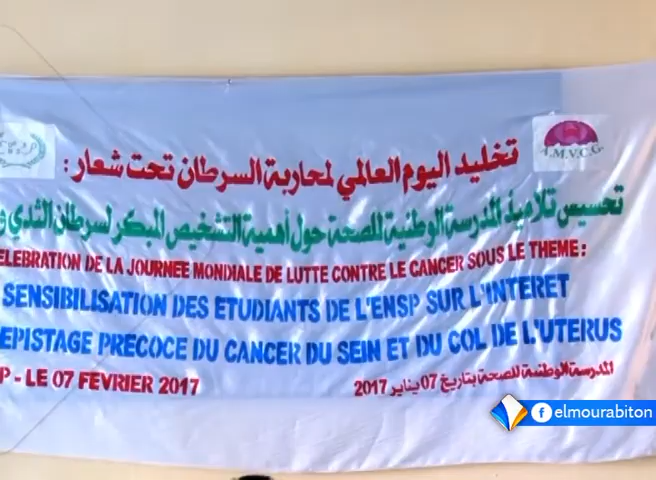 A.M.V.C.G
تخليد اليوم العالمي لمحاربة السرطان تحت شعار :
تحسيس تلاميذ المدرسة الوطنية للصحة حول أهمية التشخيص المبكر لسرطان الثدي و
ELEBRATION DE LA JOURNEE MONDIALE DE LUTTE CONTRE LE CANCER SOUS LE THEME :
SENSIBILISATION DES ETUDIANTS DE L'ENSP SUR L'INTERET
EPISTAGE PRECOCE DU CANCER DU SEIN ET DU COL DE L'UTERUS
المدرسة الوطنية للصحة بتاريخ 07 يناير 2017
P - LE 07 FEVRIER 2017
elmourabiton